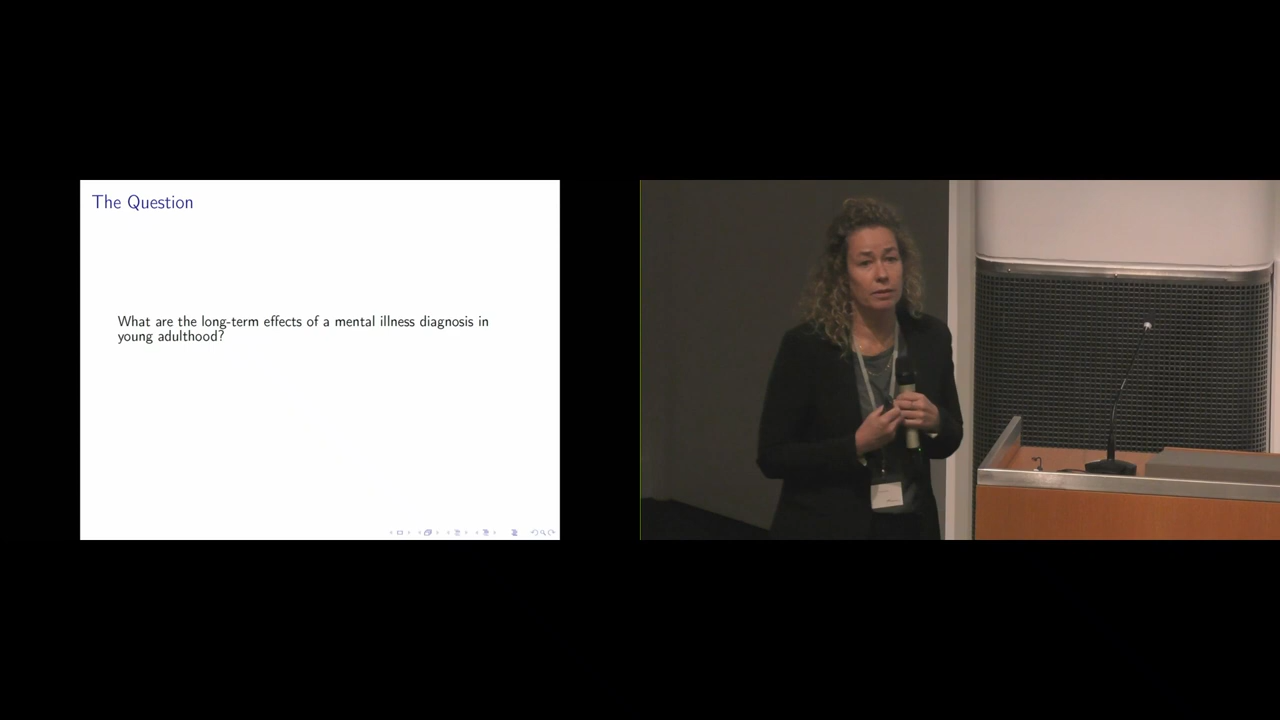 The Question
What are the long-term effects of a mental illness diagnosis in
young adulthood?